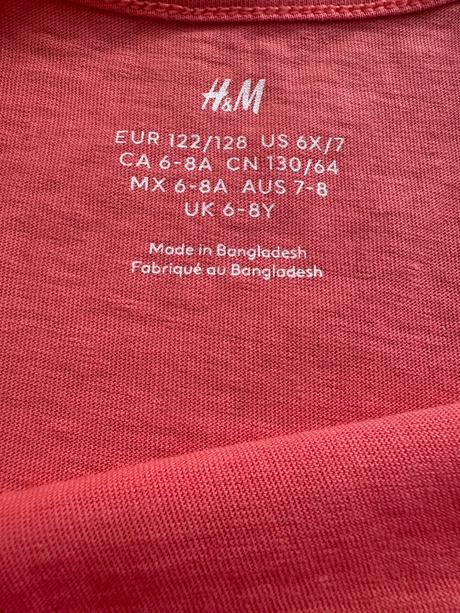 H&M
EUR 122/128 US 6X/7
CA 6-8A CN 130/64
MX 6-8A AUS 7-8
UK 6-8Y
Made in Bangladesh
Fabriqué au Bangladesh